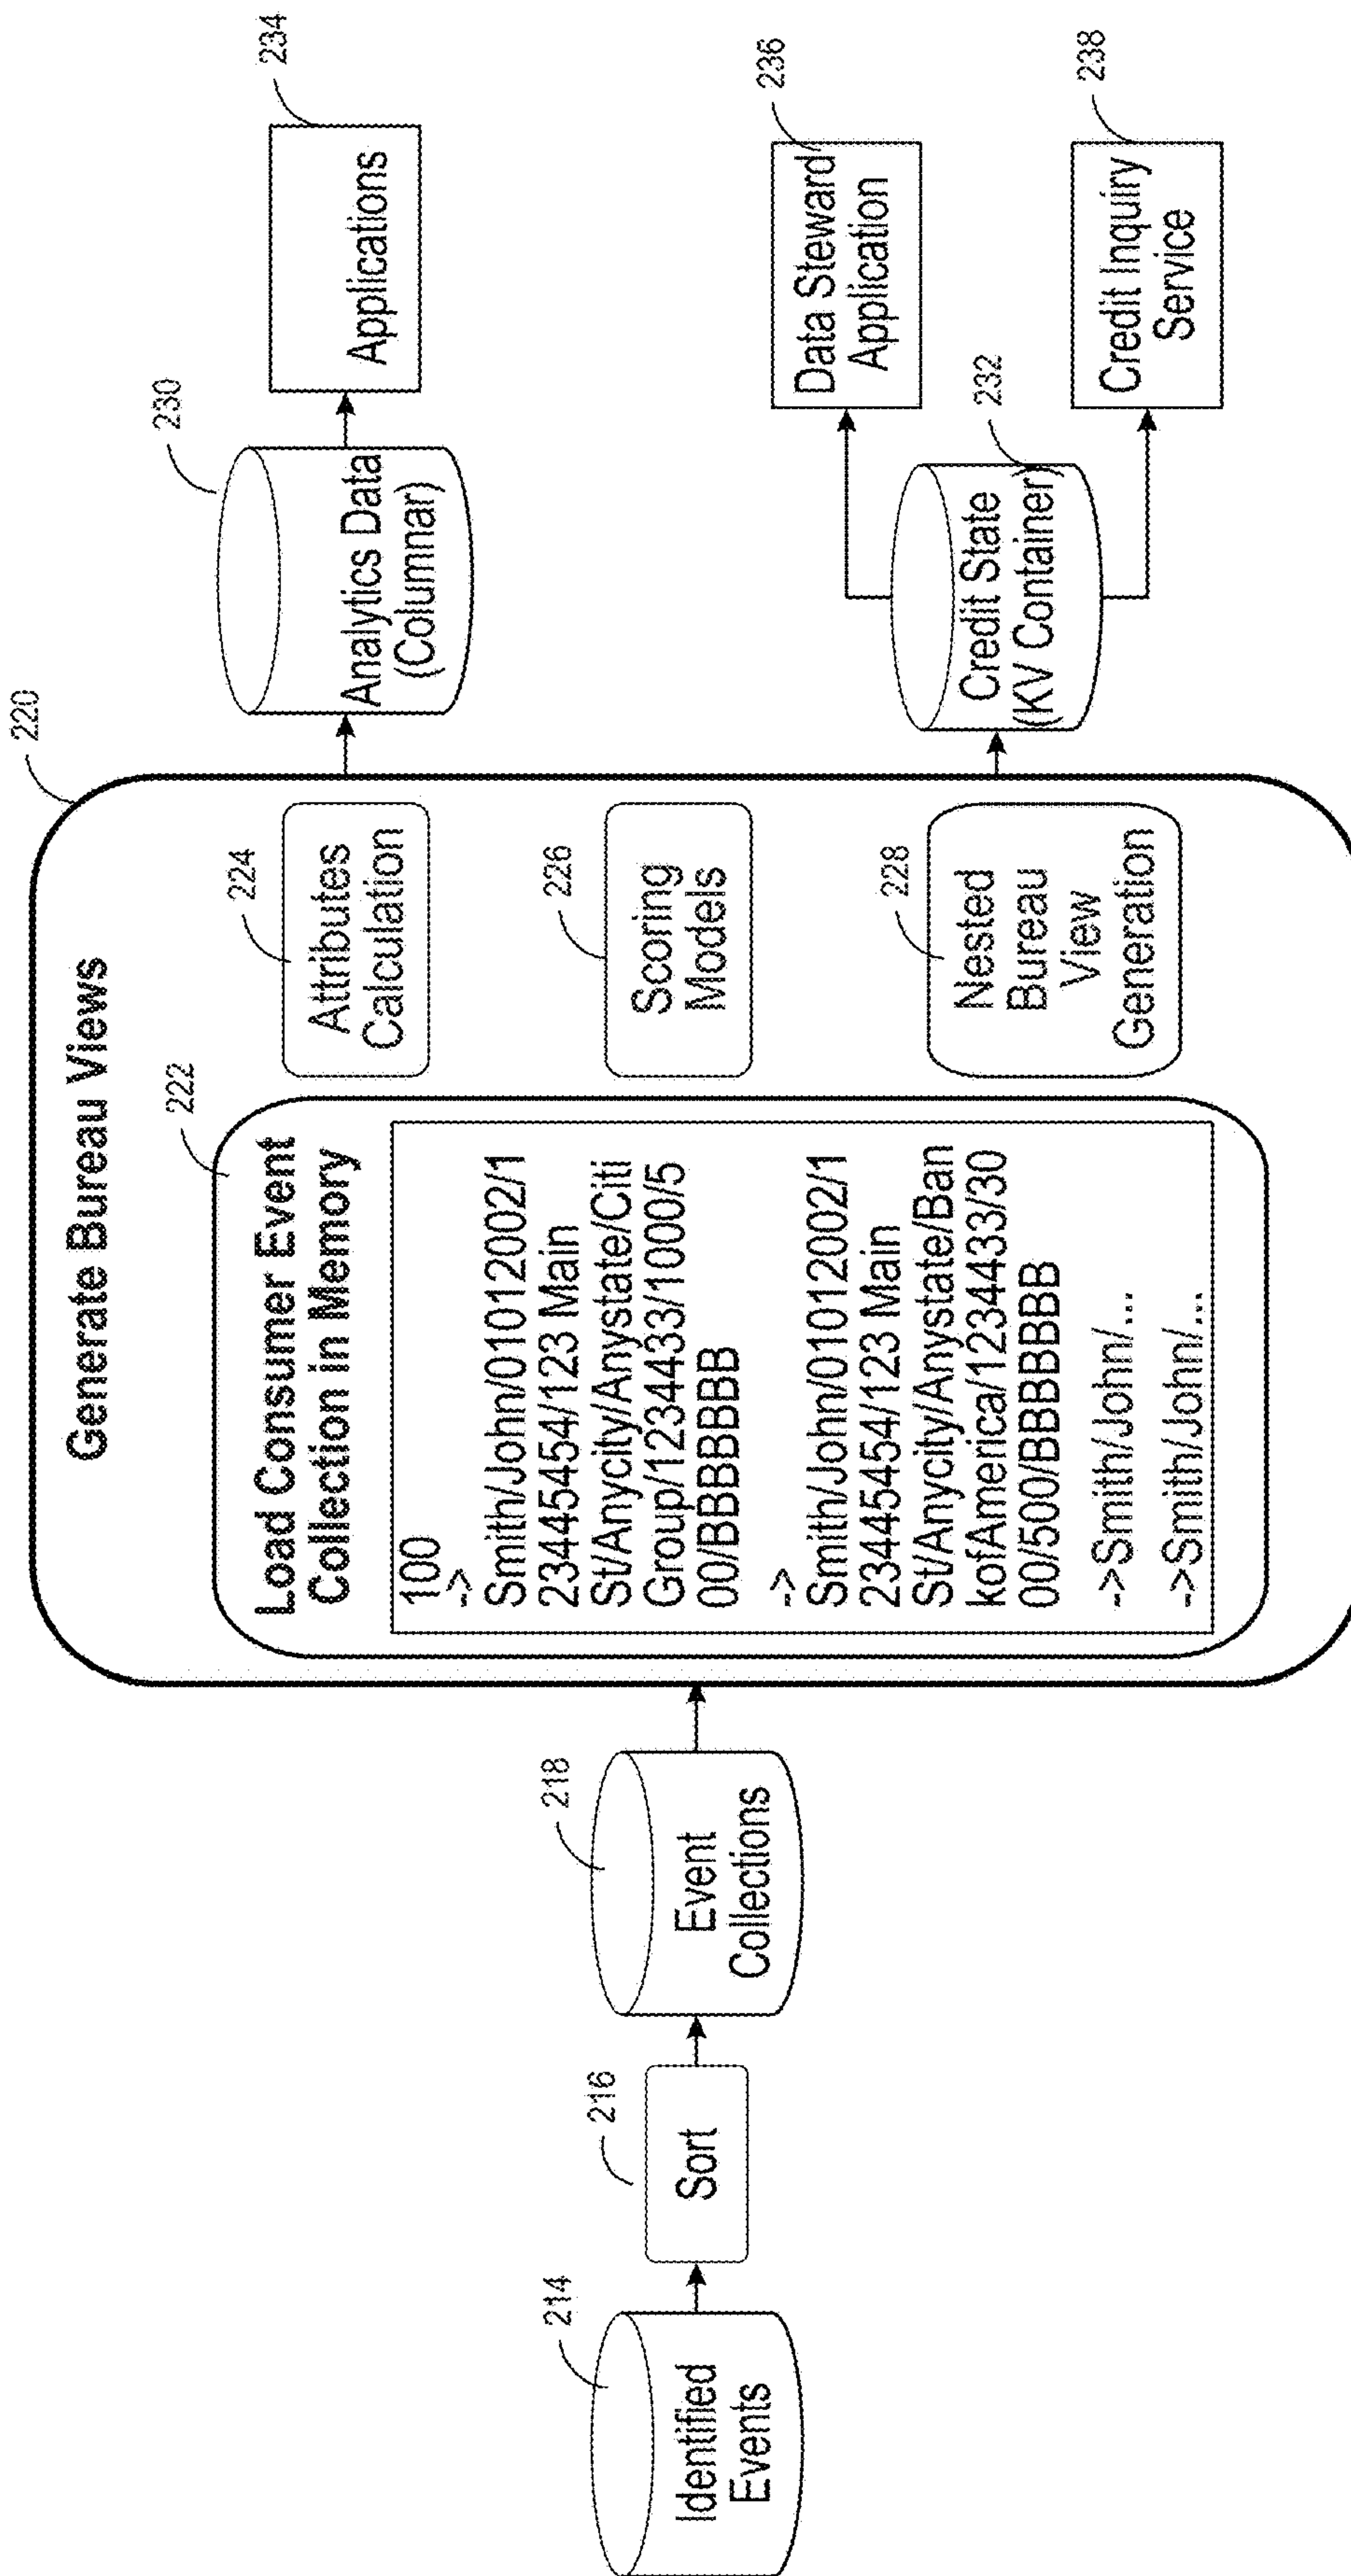 Generate Bureau Views
220
222
Load Consumer Event
Collection in Memory
100
->
Smith/John/01012002/1
23445454/123 Main
St/Anycity/Anystate/Citi
Group/1234433/1000/5
00/BBBBBBB
->
Smith/John/01012002/1
23445454/123 Main
St/Anycity/Anystate/Ban
kofAmerica/1234433/30
00/5000/BBBBBBB
->Smith/John/...
->Smith/John/...
214
Identified
Events
216
Sort
218
Event
Collections
224
Attributes
Calculation
226
Scoring
Models
228
Nested
Bureau
View
Generation
230
Analytics Data
(Columnar)
234
Applications
232
Credit State
(KV Container)
236
Data Steward
Application
238
Credit Inquiry
Service